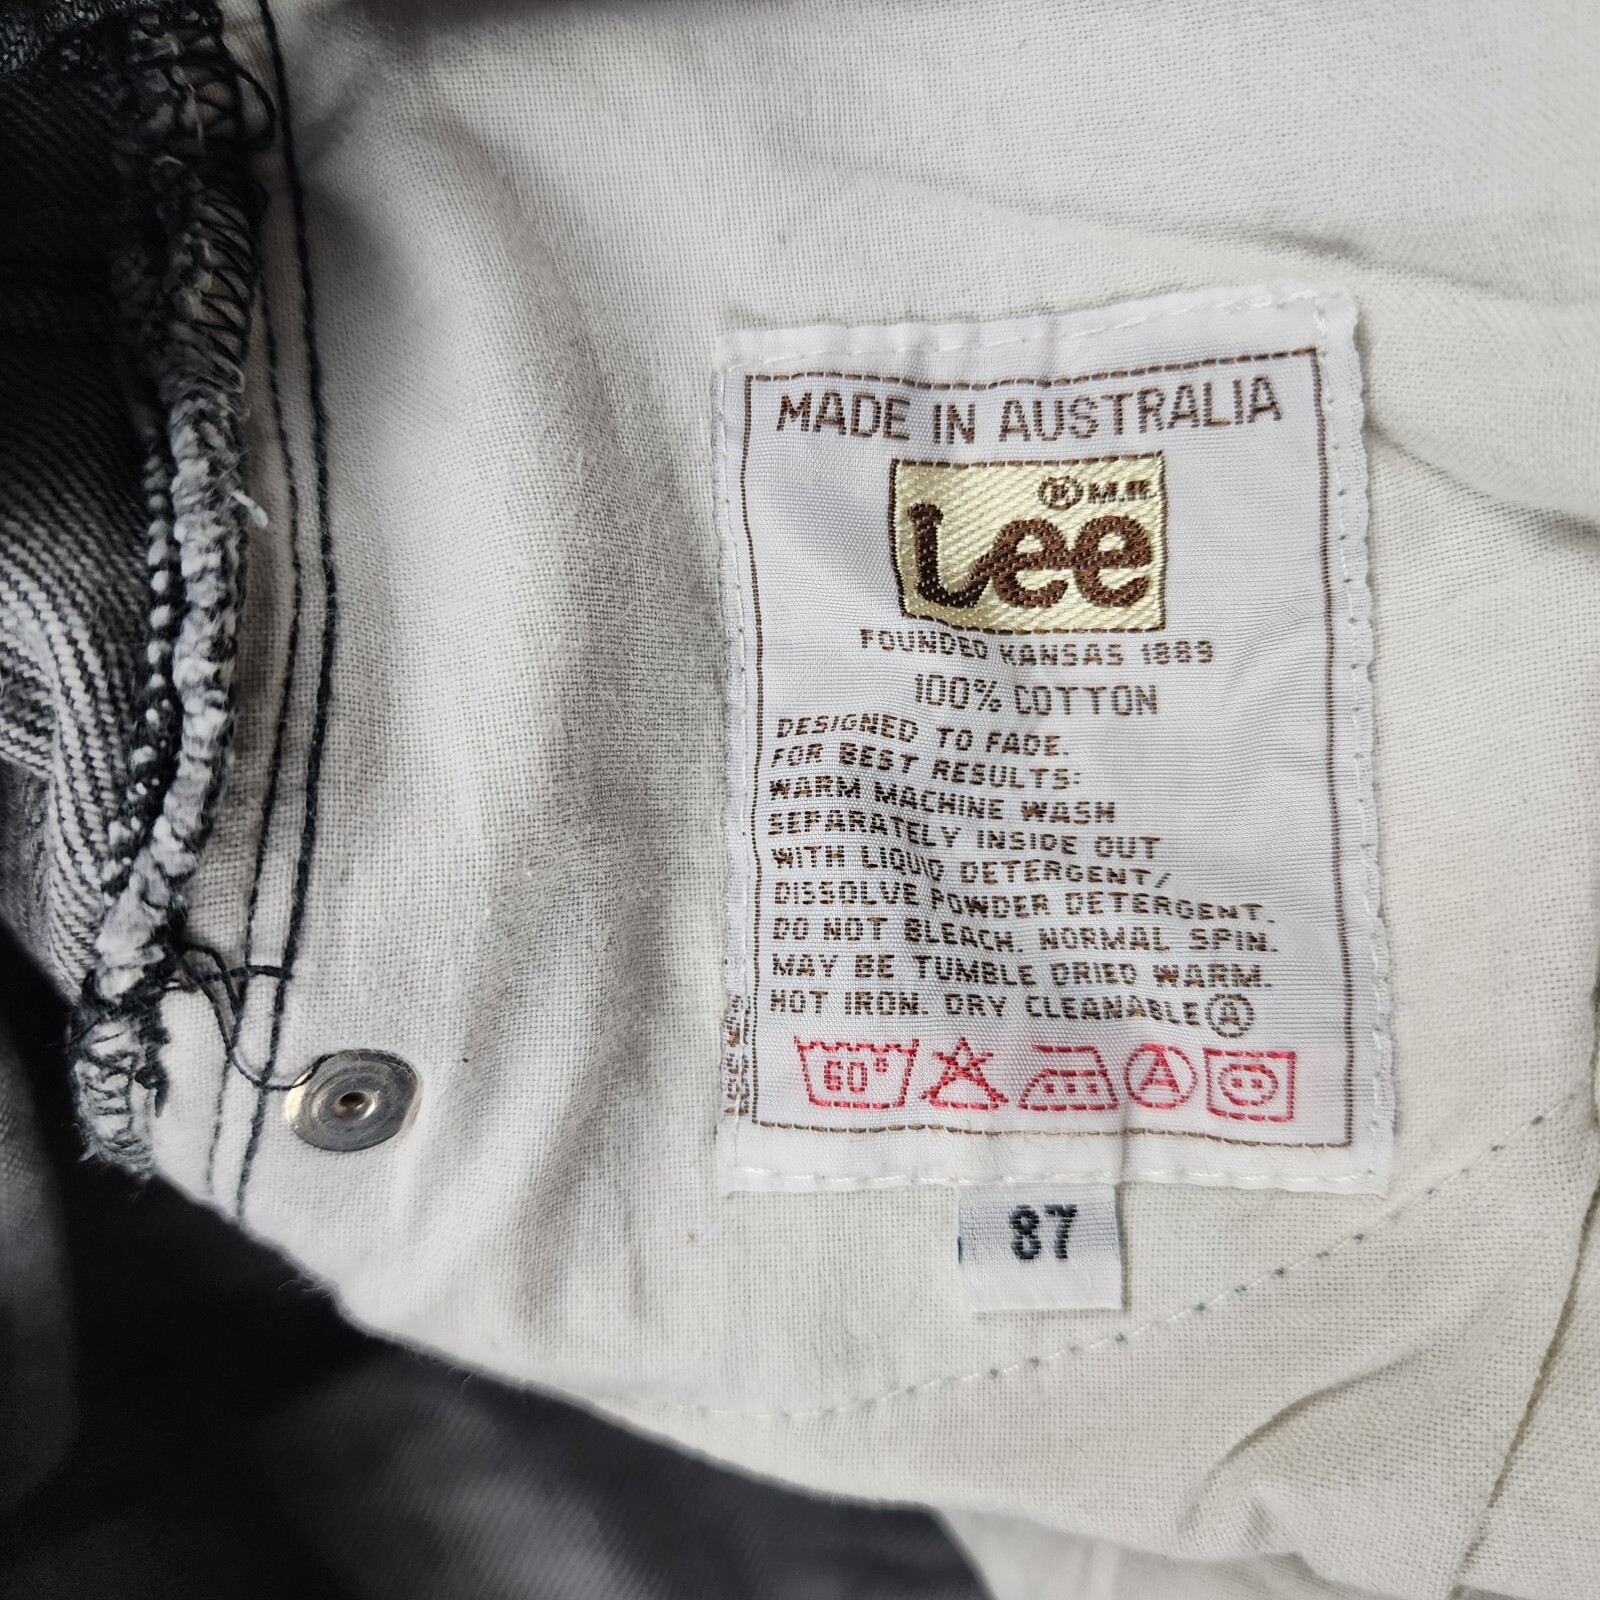 MADE IN AUSTRALIA
® M.R.
Lee
FOUNDED KANSAS 1889
100% COTTON
DESIGNED TO FADE.
FOR BEST RESULTS:
WARM MACHINE WASH
SEPARATELY INSIDE OUT
WITH LIQUID DETERGENT/
DISSOLVE POWDER DETERGENT.
DO NOT BLEACH. NORMAL SPIN.
MAY BE TUMBLE DRIED WARM.
HOT IRON. DRY CLEANABLE Ⓐ
60° A
87